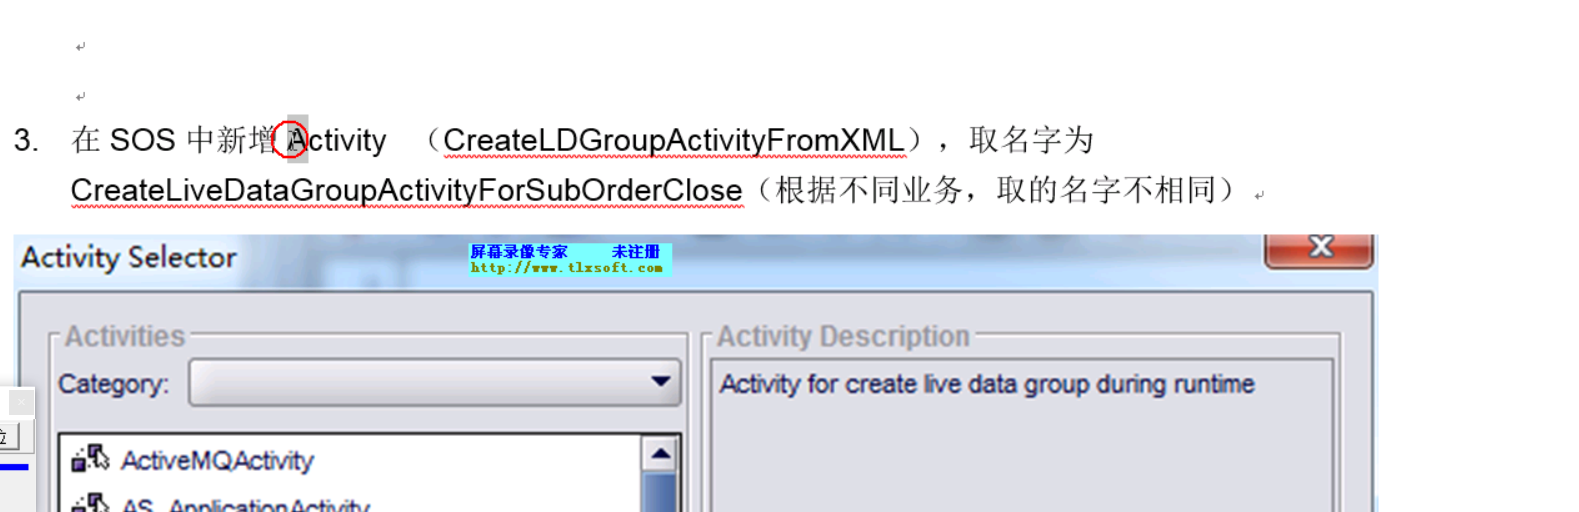 3. 在 SOS 中新增 Activity （CreateLDGroupActivityFromXML），取名字为
CreateLiveDataGroupActivityForSubOrderClose（根据不同业务，取的名字不相同）
Activity Selector
屏幕录像专家 未注册
http://www.tlxsoft.com
Activities
Activity Description
Category:
Activity for create live data group during runtime
ActiveMQActivity
AS_ApplicationActivity